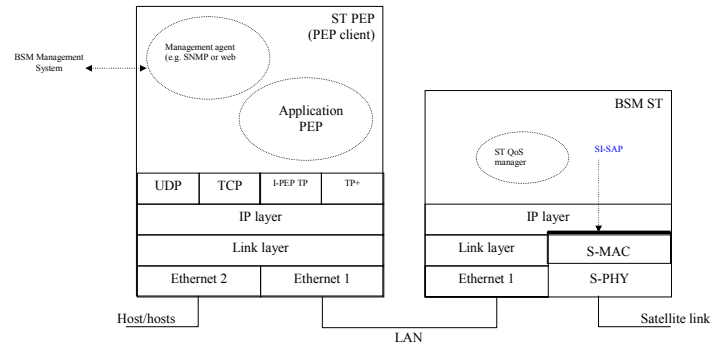 ST PEP
(PEP client)
Management agent
(e.g. SNMP or web
BSM Management
System
Application
PEP
UDP
TCP
I-PEP TP
TP+
IP layer
Link layer
Ethernet 2
Ethernet 1
Host/hosts
LAN
BSM ST
ST QoS
manager
SI-SAP
IP layer
Link layer
S-MAC
Ethernet 1
S-PHY
Satellite link